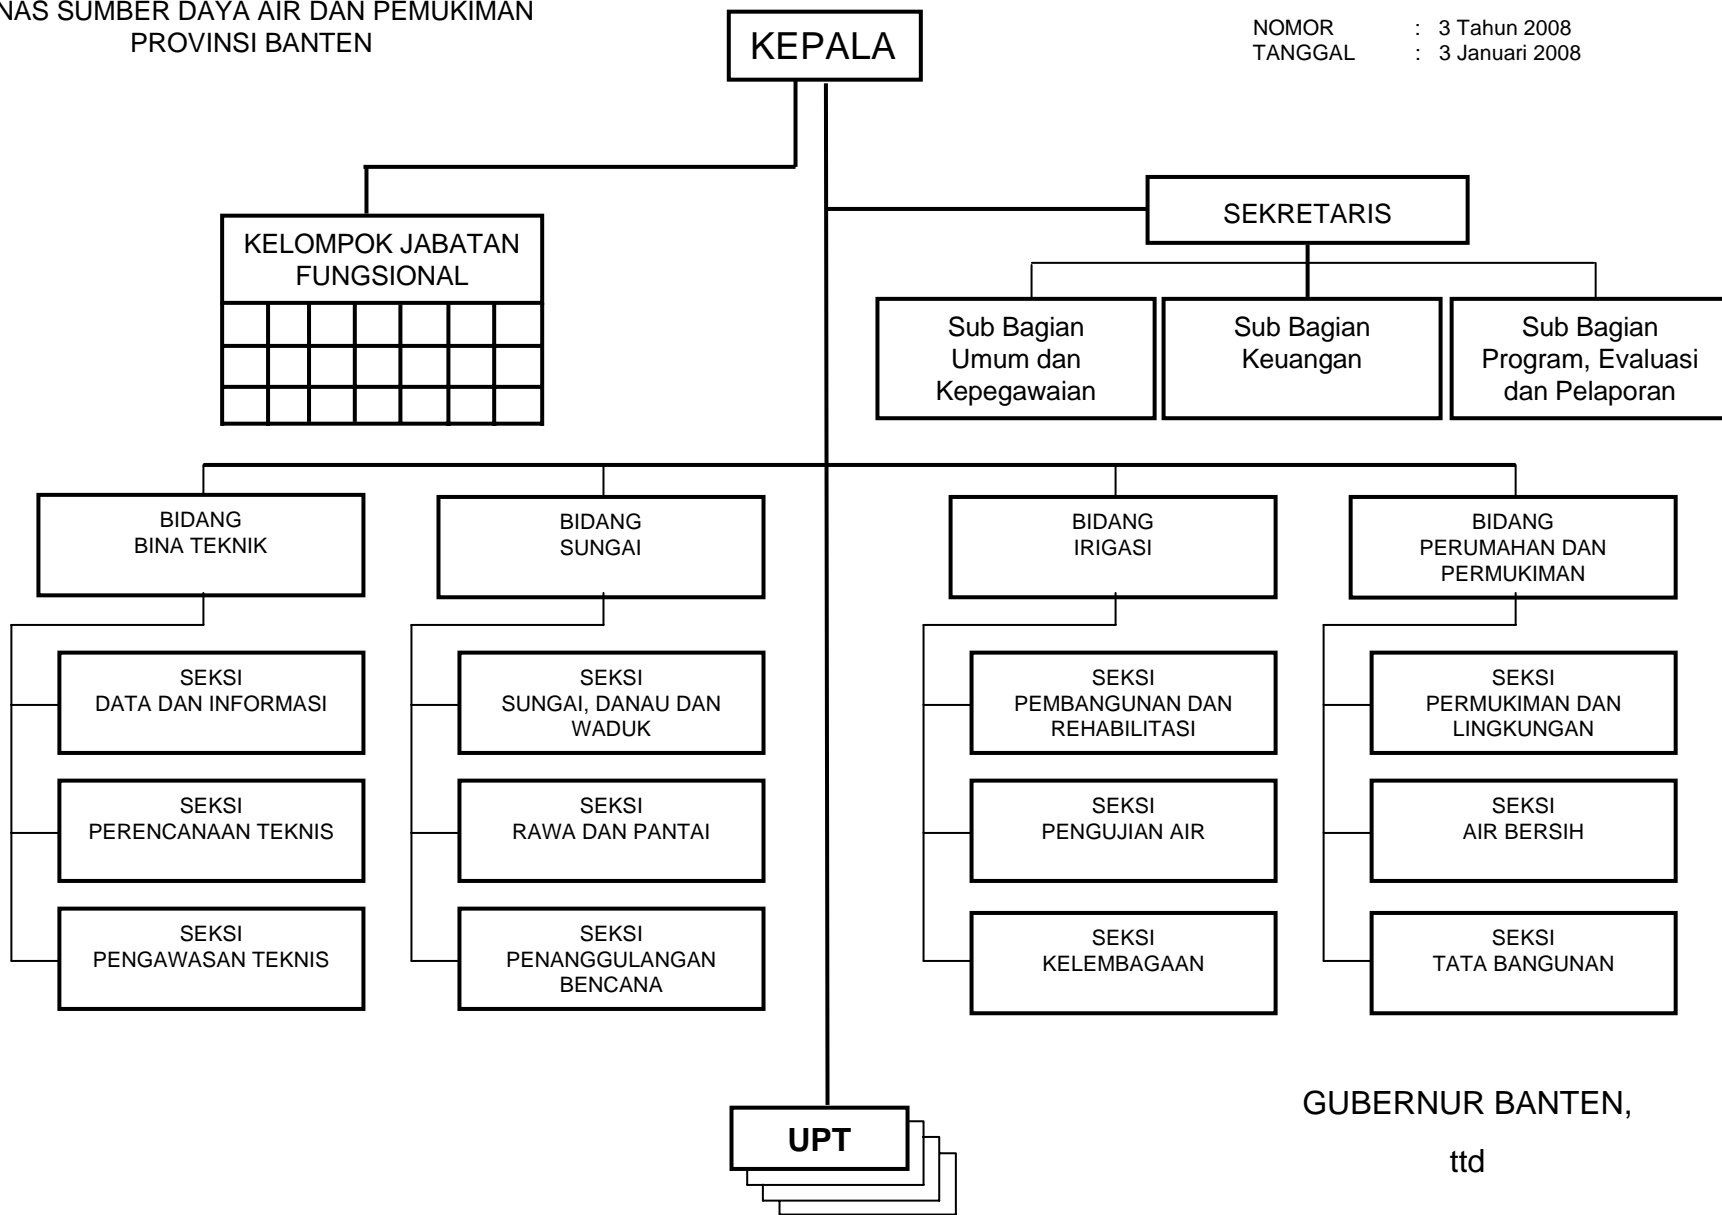 NAS SUMBER DAYA AIR DAN PEMUKIMAN
PROVINSI BANTEN
NOMOR : 3 Tahun 2008
TANGGAL : 3 Januari 2008
KEPALA
KELOMPOK JABATAN
FUNGSIONAL
SEKRETARIS
Sub Bagian
Umum dan
Kepegawaian
Sub Bagian
Keuangan
Sub Bagian
Program, Evaluasi
dan Pelaporan
BIDANG
BINA TEKNIK
BIDANG
SUNGAI
BIDANG
IRIGASI
BIDANG
PERUMAHAN DAN
PERMUKIMAN
SEKSI
DATA DAN INFORMASI
SEKSI
SUNGAI, DANAU DAN
WADUK
SEKSI
PEMBANGUNAN DAN
REHABILITASI
SEKSI
PERMUKIMAN DAN
LINGKUNGAN
SEKSI
PERENCANAAN TEKNIS
SEKSI
RAWA DAN PANTAI
SEKSI
PENGUJIAN AIR
SEKSI
AIR BERSIH
SEKSI
PENGAWASAN TEKNIS
SEKSI
PENANGGULANGAN
BENCANA
SEKSI
KELEMBAGAAN
SEKSI
TATA BANGUNAN
UPT
GUBERNUR BANTEN,
ttd